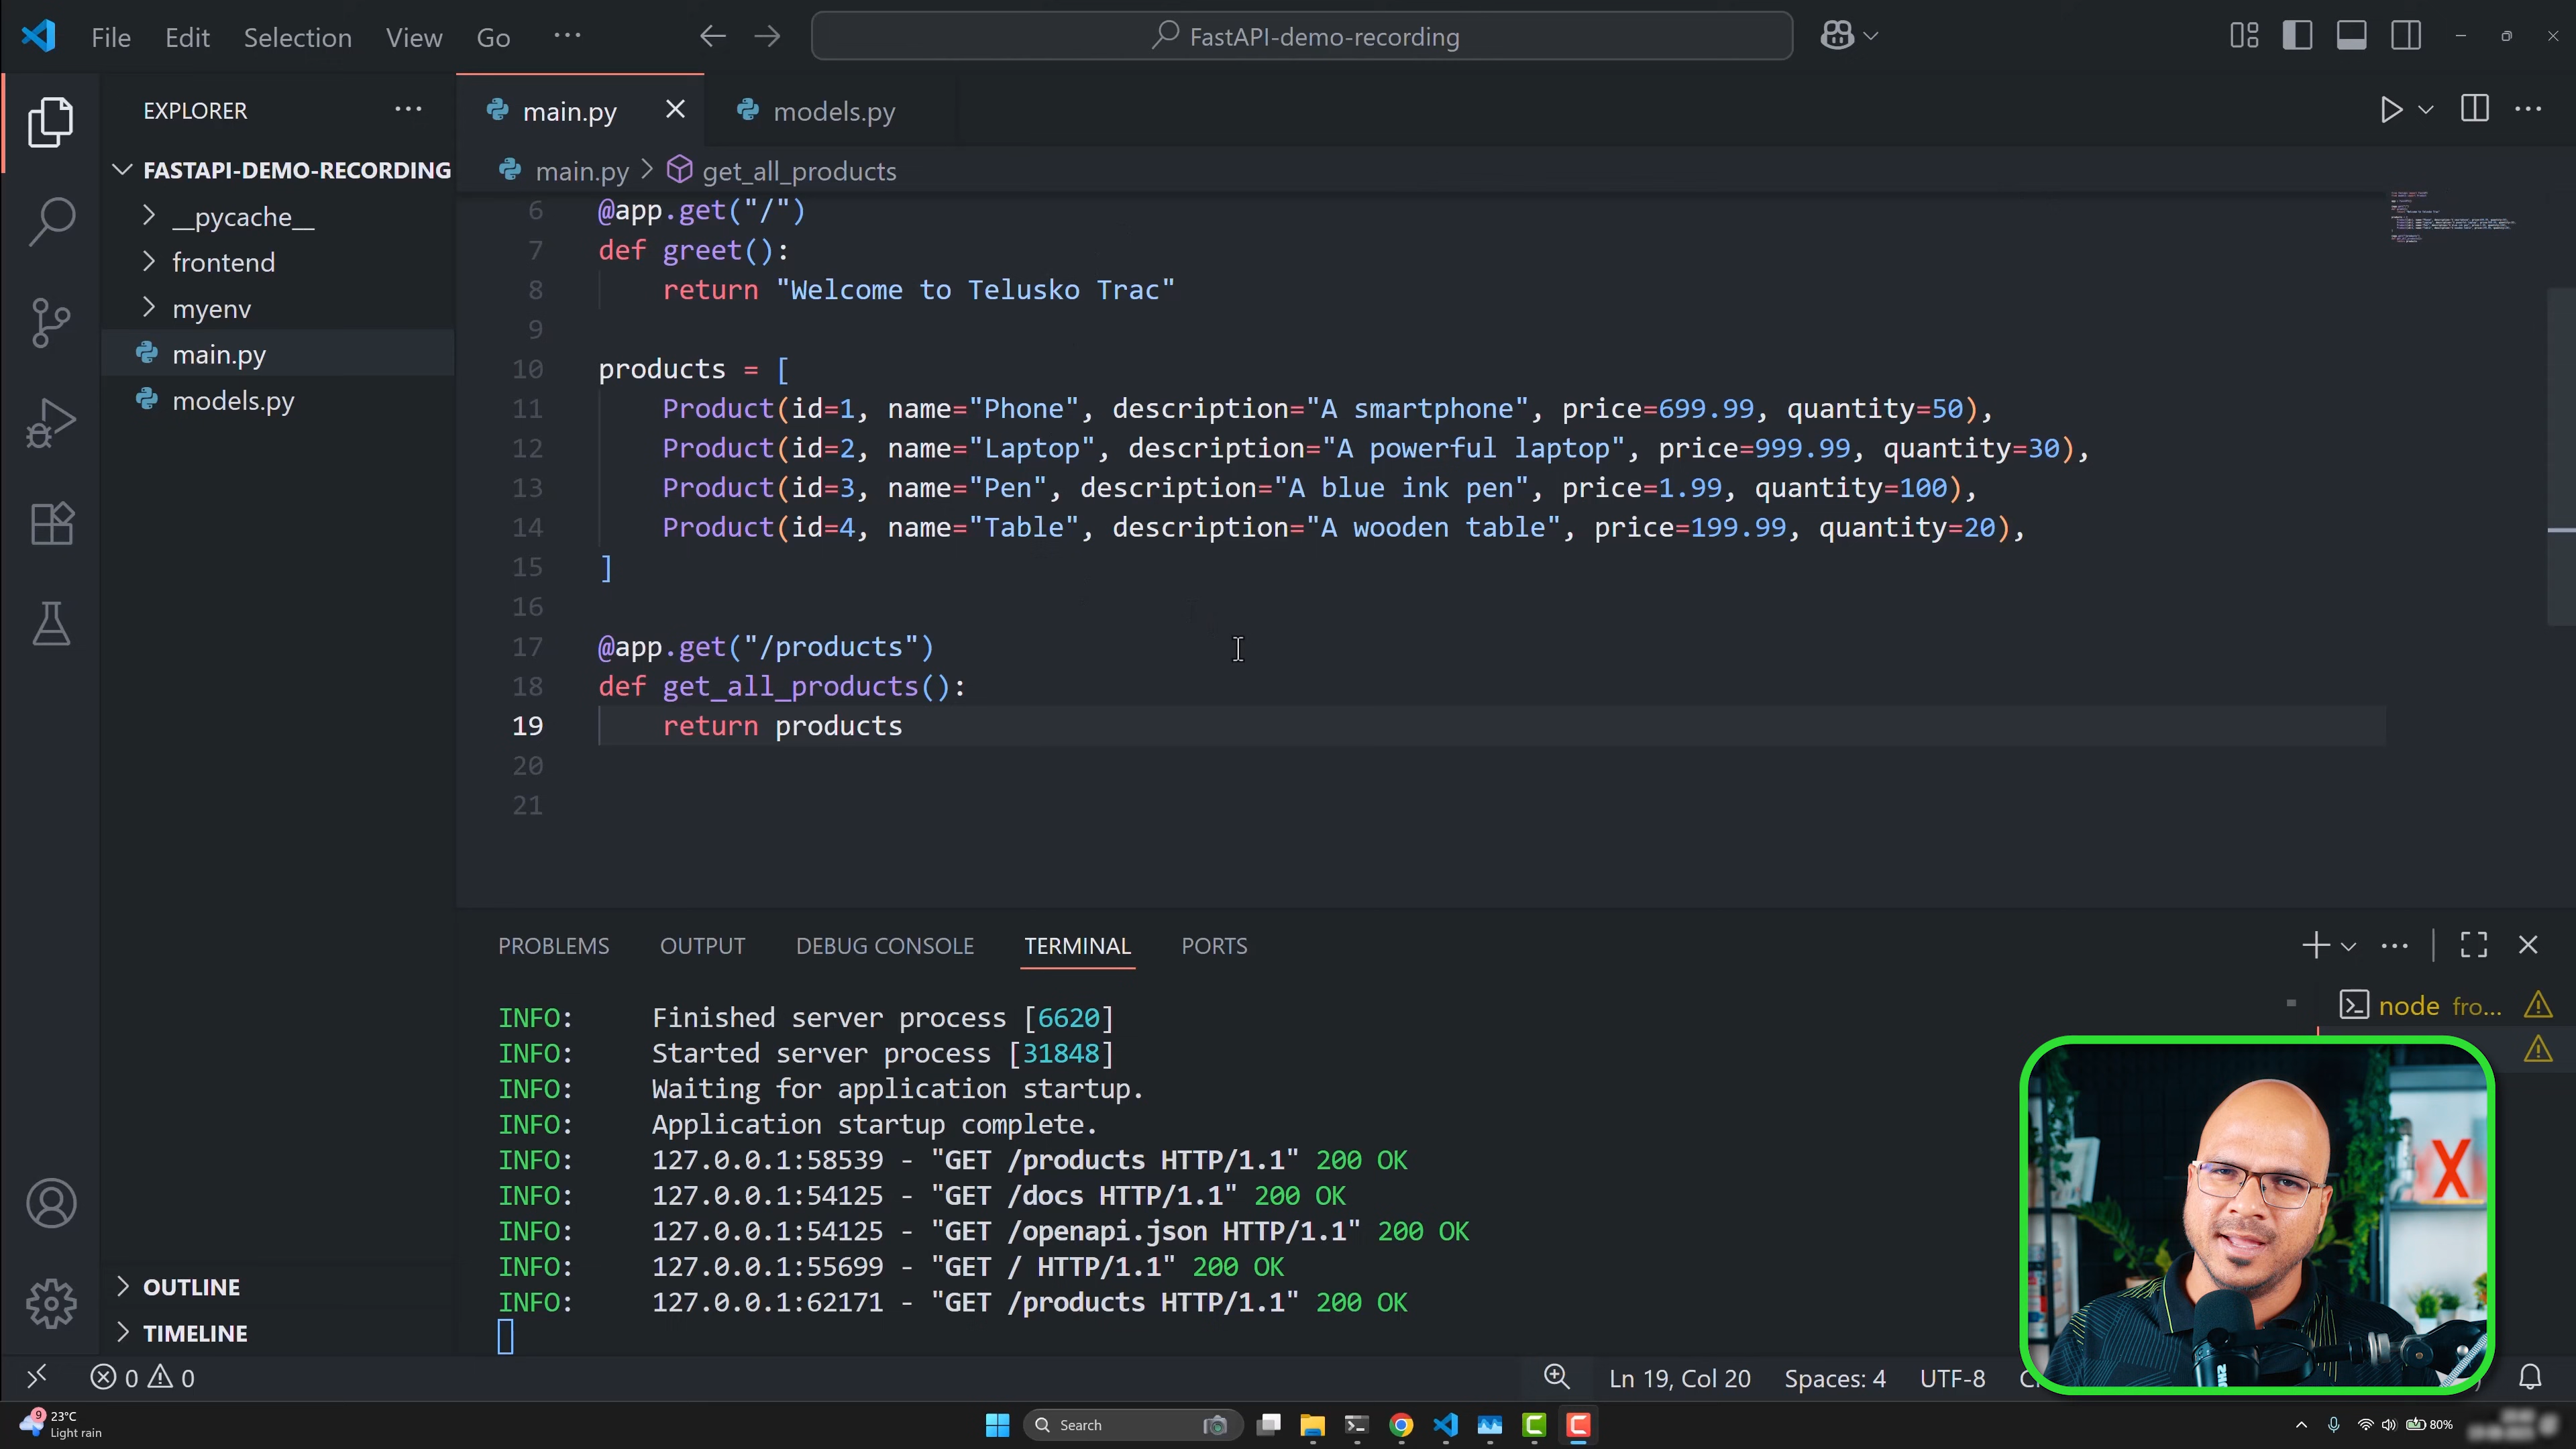 File Edit Selection View Go ··· FastAPI-demo-recording
EXPLORER ···
FASTAPI-DEMO-RECORDING
__pycache__
frontend
myenv
main.py
models.py
OUTLINE
TIMELINE
main.py models.py
main.py > get_all_products
6 @app.get("/")
7 def greet():
8 return "Welcome to Telusko Trac"
9
10 products = [
11 Product(id=1, name="Phone", description="A smartphone", price=699.99, quantity=50),
12 Product(id=2, name="Laptop", description="A powerful laptop", price=999.99, quantity=30),
13 Product(id=3, name="Pen", description="A blue ink pen", price=1.99, quantity=100),
14 Product(id=4, name="Table", description="A wooden table", price=199.99, quantity=20),
15 ]
16
17 @app.get("/products")
18 def get_all_products():
19 return products
20
21
PROBLEMS OUTPUT DEBUG CONSOLE TERMINAL PORTS
INFO: Finished server process [6620]
INFO: Started server process [31848]
INFO: Waiting for application startup.
INFO: Application startup complete.
INFO: 127.0.0.1:58539 - "GET /products HTTP/1.1" 200 OK
INFO: 127.0.0.1:54125 - "GET /docs HTTP/1.1" 200 OK
INFO: 127.0.0.1:54125 - "GET /openapi.json HTTP/1.1" 200 OK
INFO: 127.0.0.1:55699 - "GET / HTTP/1.1" 200 OK
INFO: 127.0.0.1:62171 - "GET /products HTTP/1.1" 200 OK
node fro...
X
0 0 Ln 19, Col 20 Spaces: 4 UTF-8
9
23°C
Light rain
Search
80%